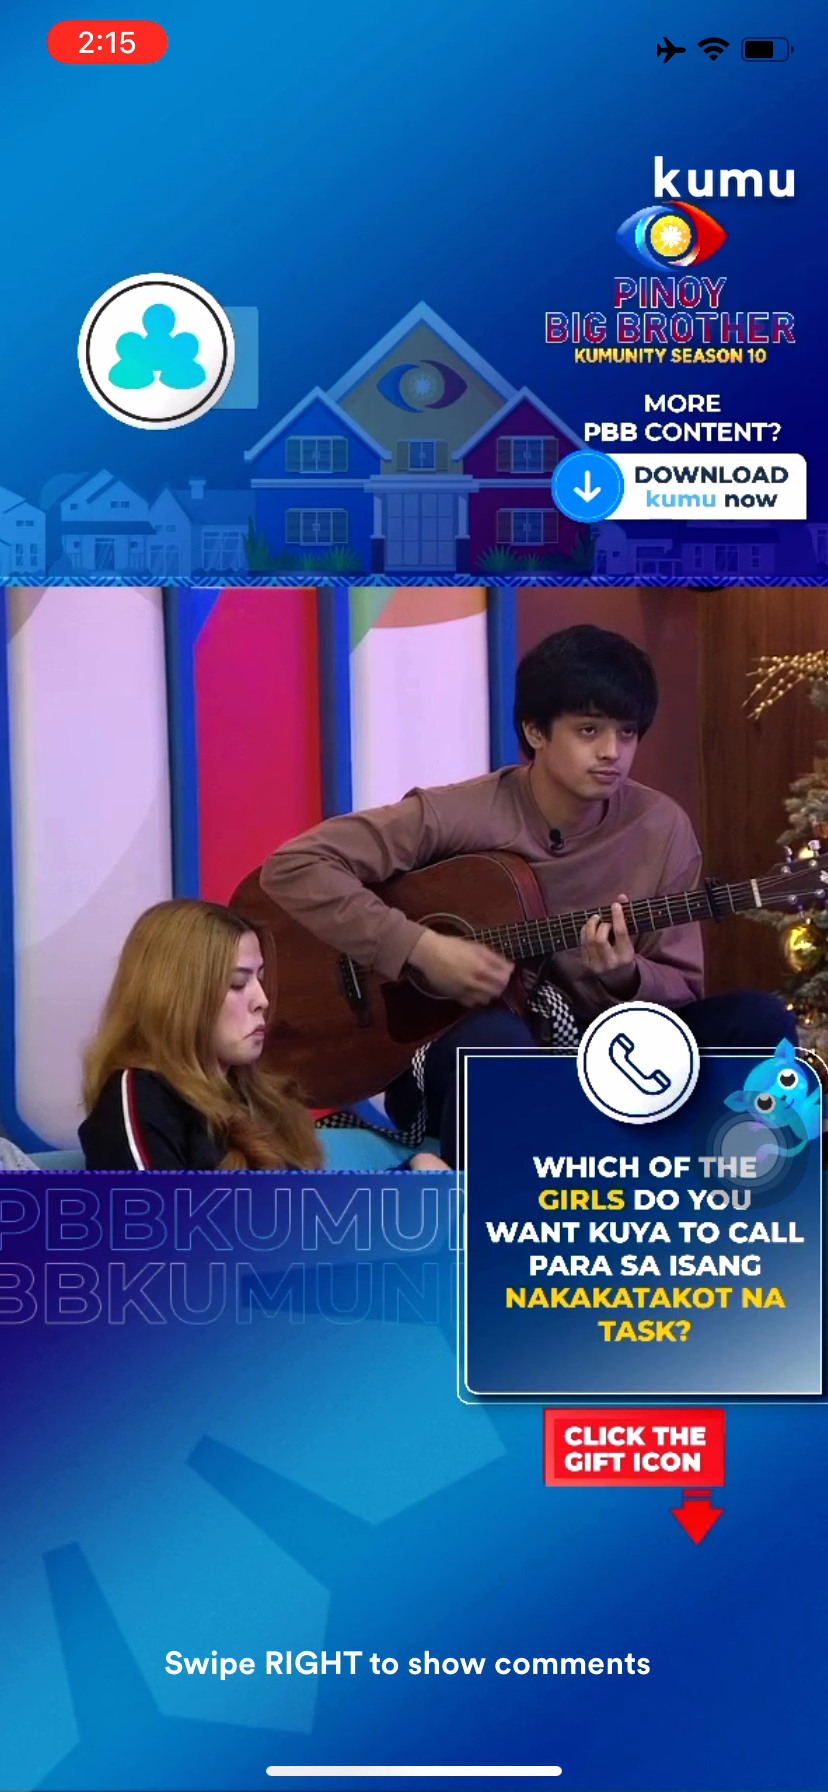 2:15
kumu
PINOY
BIG BROTHER
KUMUNITY SEASON 10
MORE
PBB CONTENT?
DOWNLOAD
kumu now
WHICH OF THE
GIRLS DO YOU
WANT KUYA TO CALL
PARA SA ISANG
NAKAKATAKOT NA
TASK?
PBBKUMU
BBKUMUN
CLICK THE
GIFT ICON
Swipe RIGHT to show comments